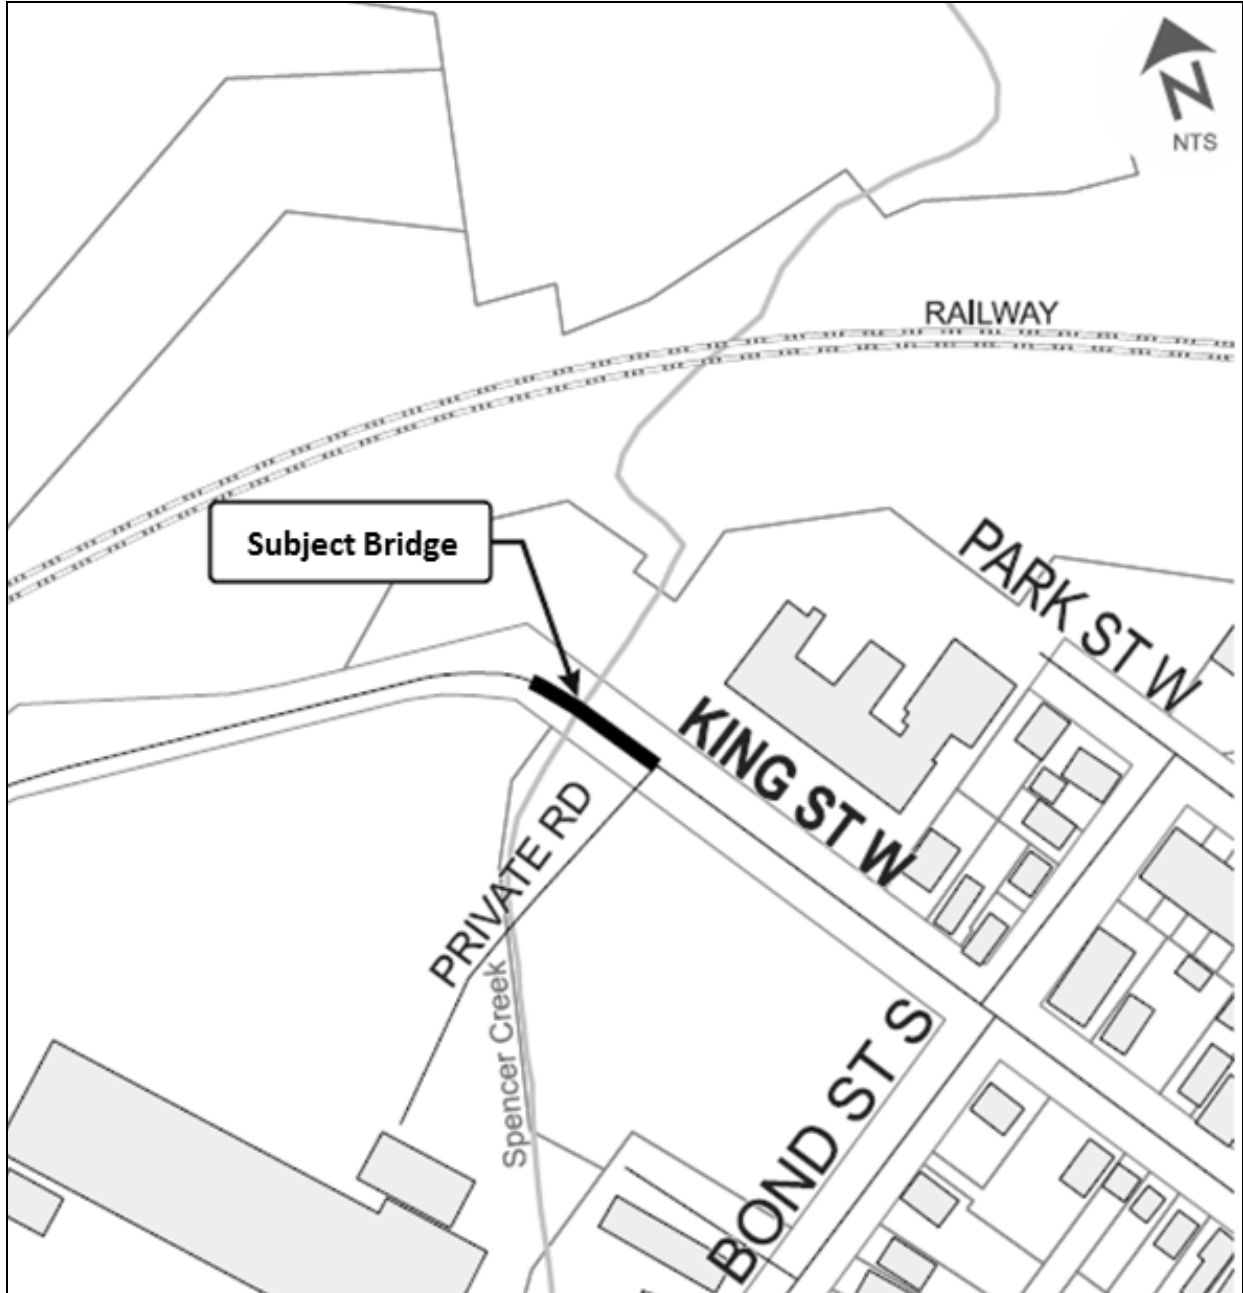 N
NTS
RAILWAY
Subject Bridge
PARK ST W
KING ST W
PRIVATE RD
Spencer Creek
BOND ST S